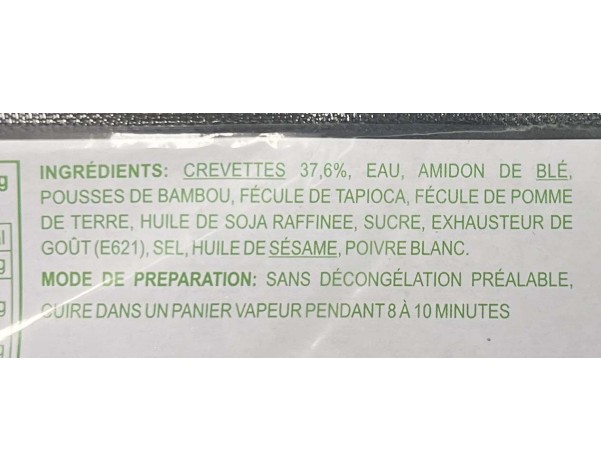 INGRÉDIENTS: CREVETTES 37,6%, EAU, AMIDON DE BLÉ,
POUSSES DE BAMBOU, FÉCULE DE TAPIOCA, FÉCULE DE POMME
DE TERRE, HUILE DE SOJA RAFFINEE, SUCRE, EXHAUSTEUR DE
GOÛT (E621), SEL, HUILE DE SÉSAME, POIVRE BLANC.
MODE DE PREPARATION: SANS DÉCONGÉLATION PRÉALABLE,
CUIRE DANS UN PANIER VAPEUR PENDANT 8 À 10 MINUTES